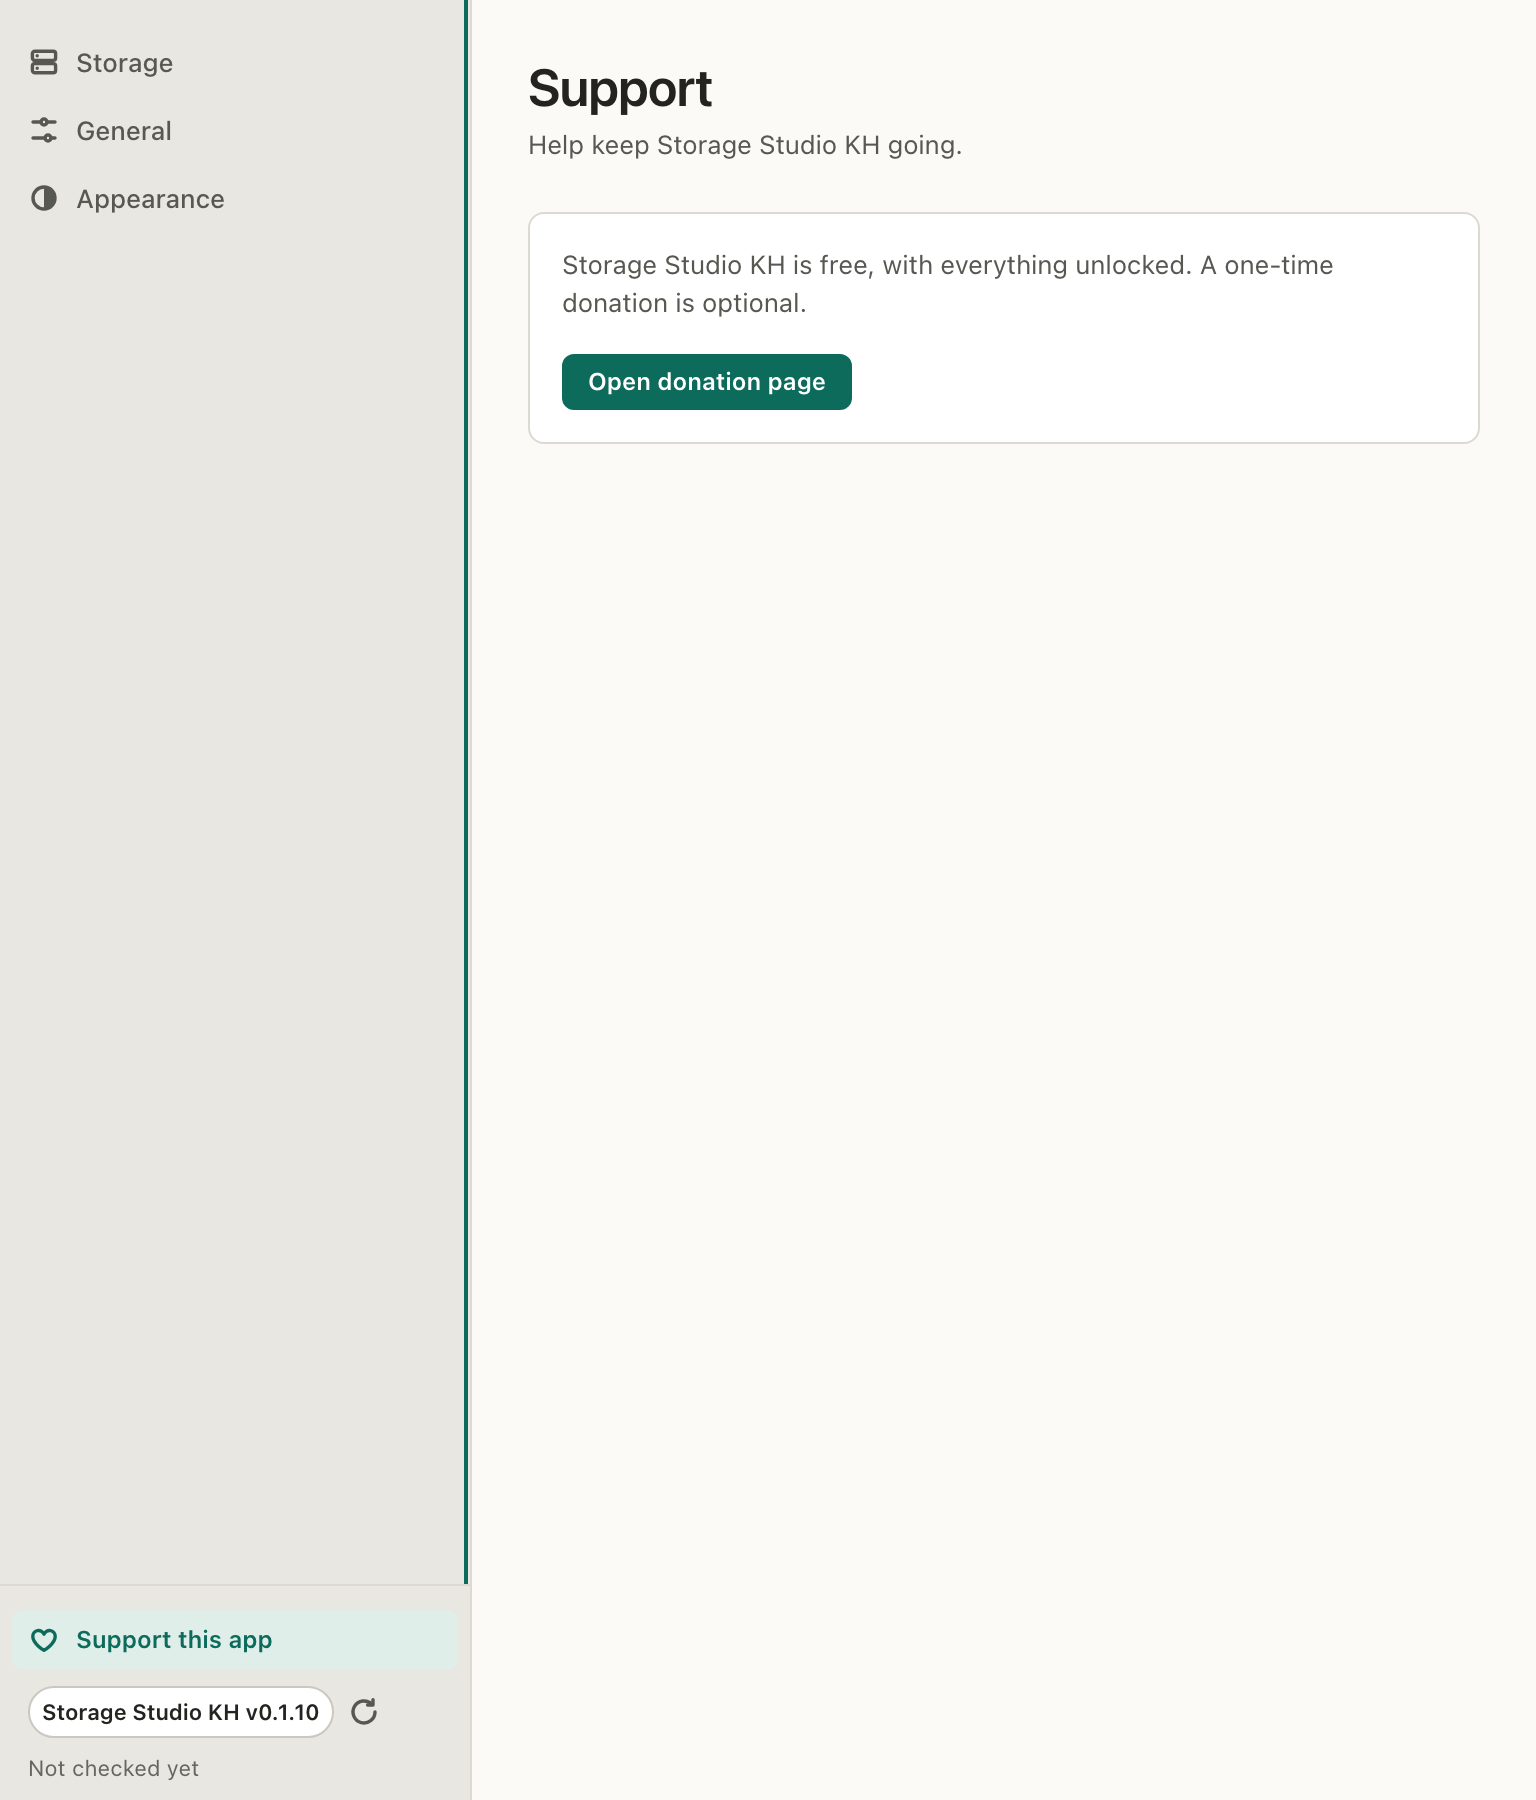 Storage
General
Appearance
Support
Help keep Storage Studio KH going.
Storage Studio KH is free, with everything unlocked. A one-time
donation is optional.
Open donation page
Support this app
Storage Studio KH v0.1.10
Not checked yet